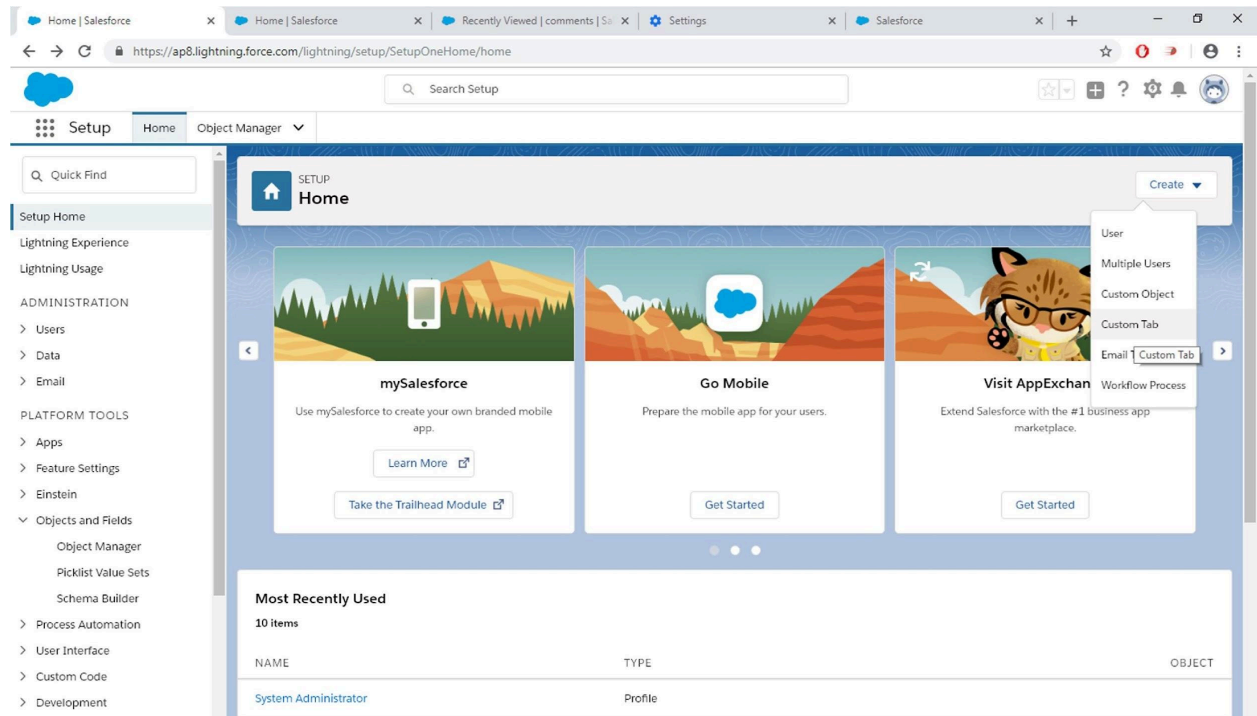 Home | Salesforce
Home | Salesforce
Recently Viewed | comments | Sa
Settings
Salesforce
https://ap8.lightning.force.com/lightning/setup/SetupOneHome/home
Search Setup
Setup
Home
Object Manager
Quick Find
Setup Home
Lightning Experience
Lightning Usage
ADMINISTRATION
Users
Data
Email
PLATFORM TOOLS
Apps
Feature Settings
Einstein
Objects and Fields
Object Manager
Picklist Value Sets
Schema Builder
Process Automation
User Interface
Custom Code
Development
SETUP
Home
Create
User
Multiple Users
Custom Object
Custom Tab
Email T
Custom Tab
Workflow Process
mySalesforce
Use mySalesforce to create your own branded mobile
app.
Learn More
Take the Trailhead Module
Go Mobile
Prepare the mobile app for your users.
Get Started
Visit AppExchan
Extend Salesforce with the #1 business app
marketplace.
Get Started
Most Recently Used
10 items
NAME TYPE OBJECT
System Administrator Profile